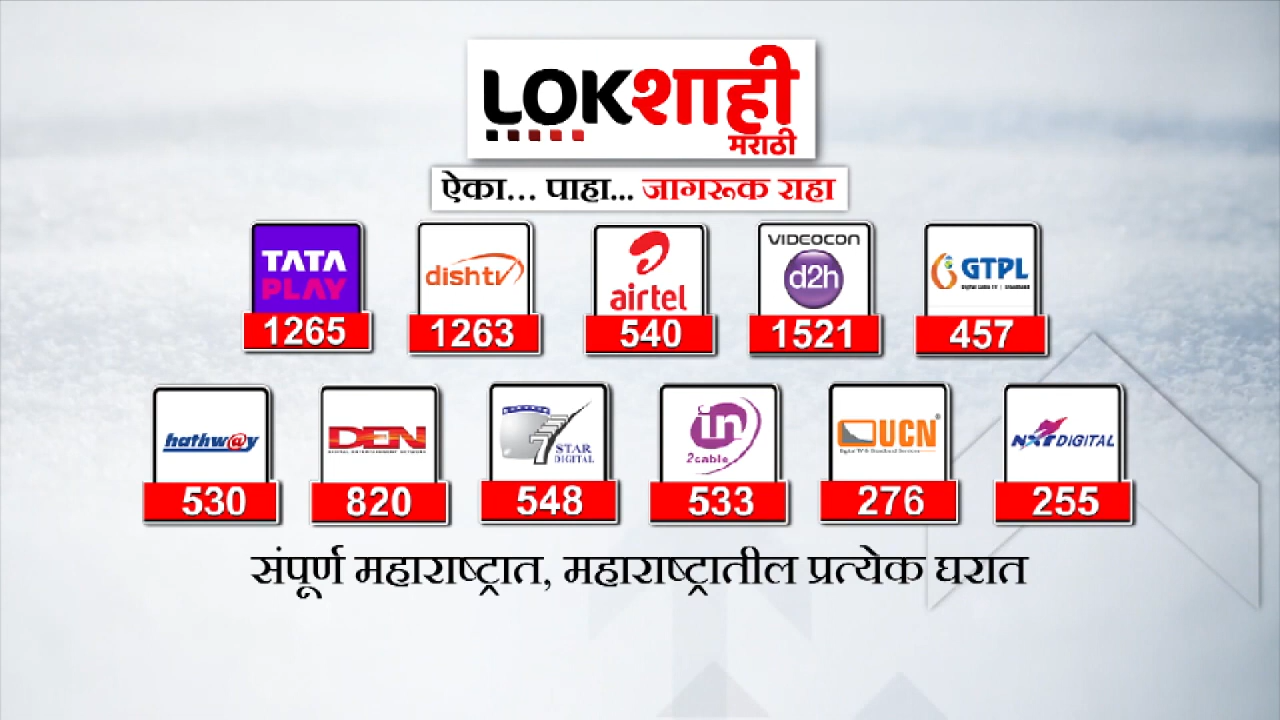 LOKशाही
मराठी
ऐका... पाहा... जागरूक राहा
TATA PLAY
1265
dishtv
1263
airtel
540
VIDEOCON d2h
1521
GTPL
457
hathw@y
530
DEN
820
7 STAR DIGITAL
548
in 2cable
533
UCN
276
NXT DIGITAL
255
संपूर्ण महाराष्ट्रात, महाराष्ट्रातील प्रत्येक घरात